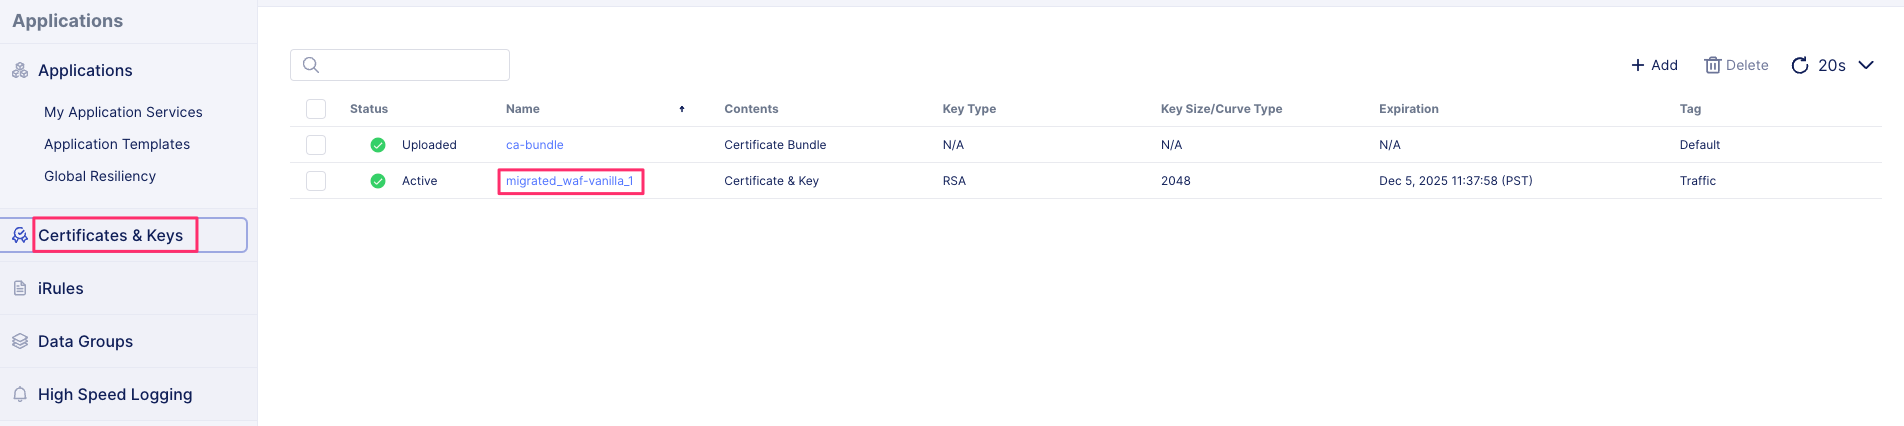 Applications
Applications
My Application Services
Application Templates
Global Resiliency
Certificates & Keys
iRules
Data Groups
High Speed Logging
Add Delete 20s
Status Name Contents Key Type Key Size/Curve Type Expiration Tag
Uploaded ca-bundle Certificate Bundle N/A N/A N/A Default
Active migrated_waf-vanilla_1 Certificate & Key RSA 2048 Dec 5, 2025 11:37:58 (PST) Traffic